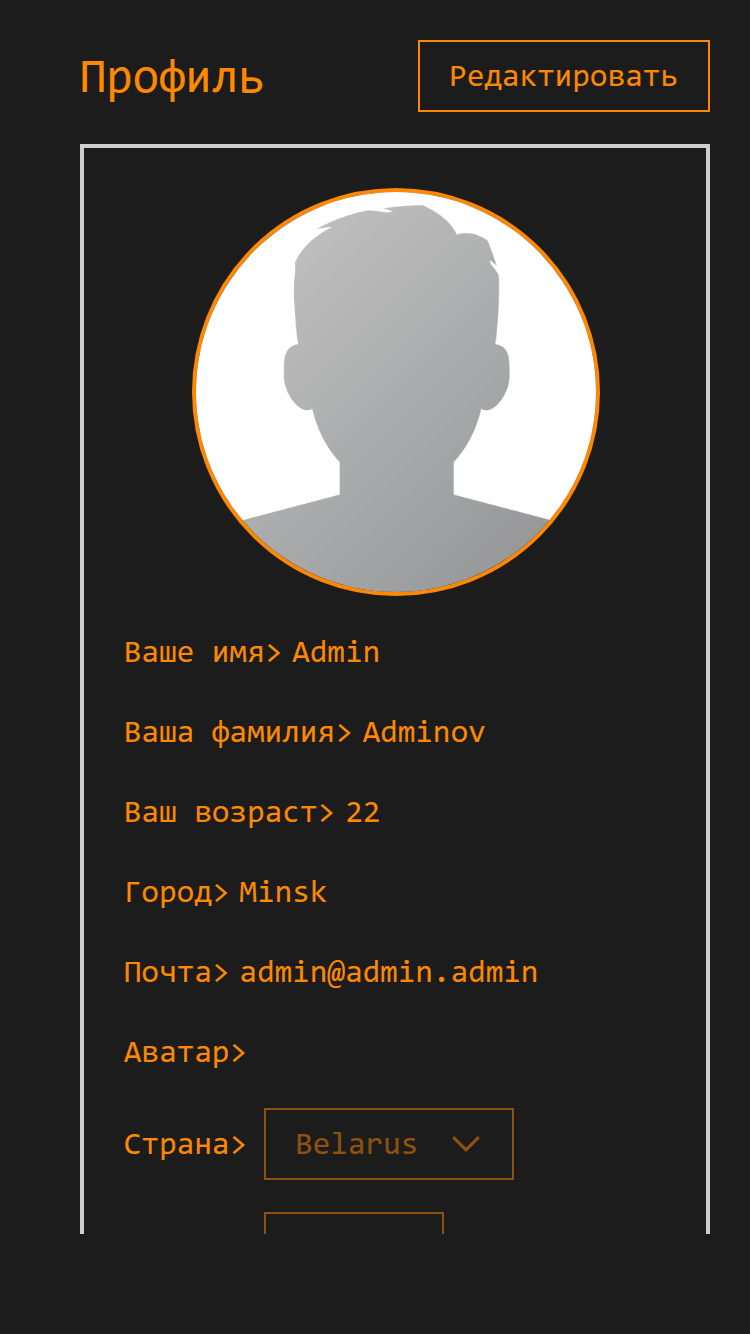 Профиль
Редактировать
Ваше имя> Admin
Ваша фамилия> Adminov
Ваш возраст> 22
Город> Minsk
Почта> admin@admin.admin
Аватар>
Страна> Belarus